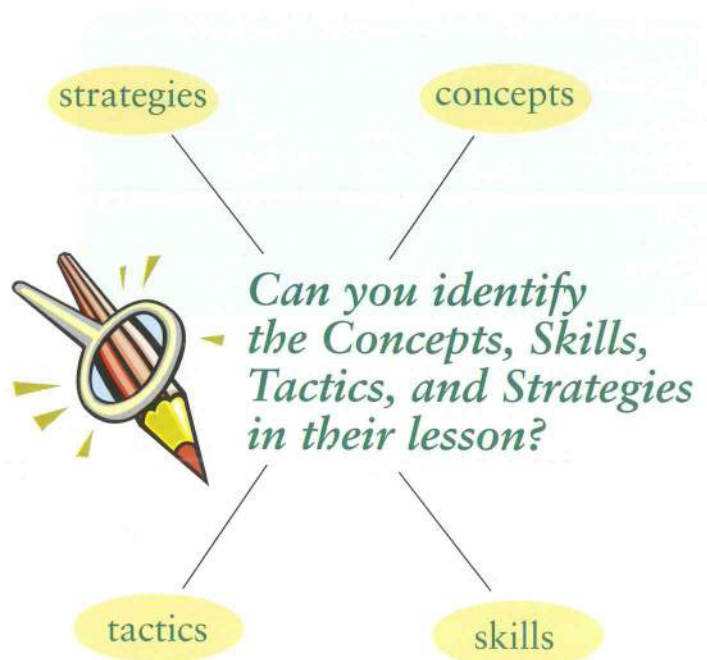 strategies
concepts
Can you identify
the Concepts, Skills,
Tactics, and Strategies
in their lesson?
tactics
skills